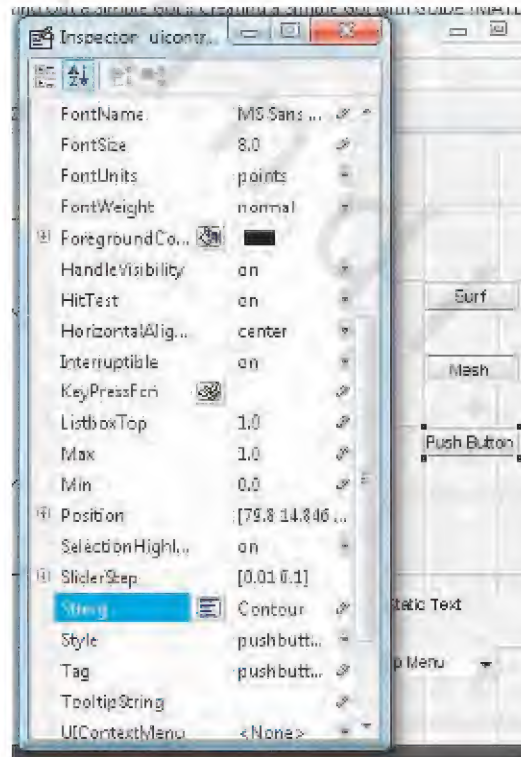 Inspector uicontr...
FontName MS Sans ...
FontSize 8.0
FontUnits points
FontWeight normal
ForegroundCo...
HandleVisibility on
HitTest on
HorizontalAlig... center
Interruptible on
KeyPressFcn
ListboxTop 1.0
Max 1.0
Min 0.0
Position [79.8 14.846 ...
SelectionHighl... on
SliderStep [0.01 0.1]
String Contour
Style pushbutt...
Tag pushbutt...
TooltipString
UIContextMenu <None>
Surf
Mesh
Push Button
Static Text
p Menu